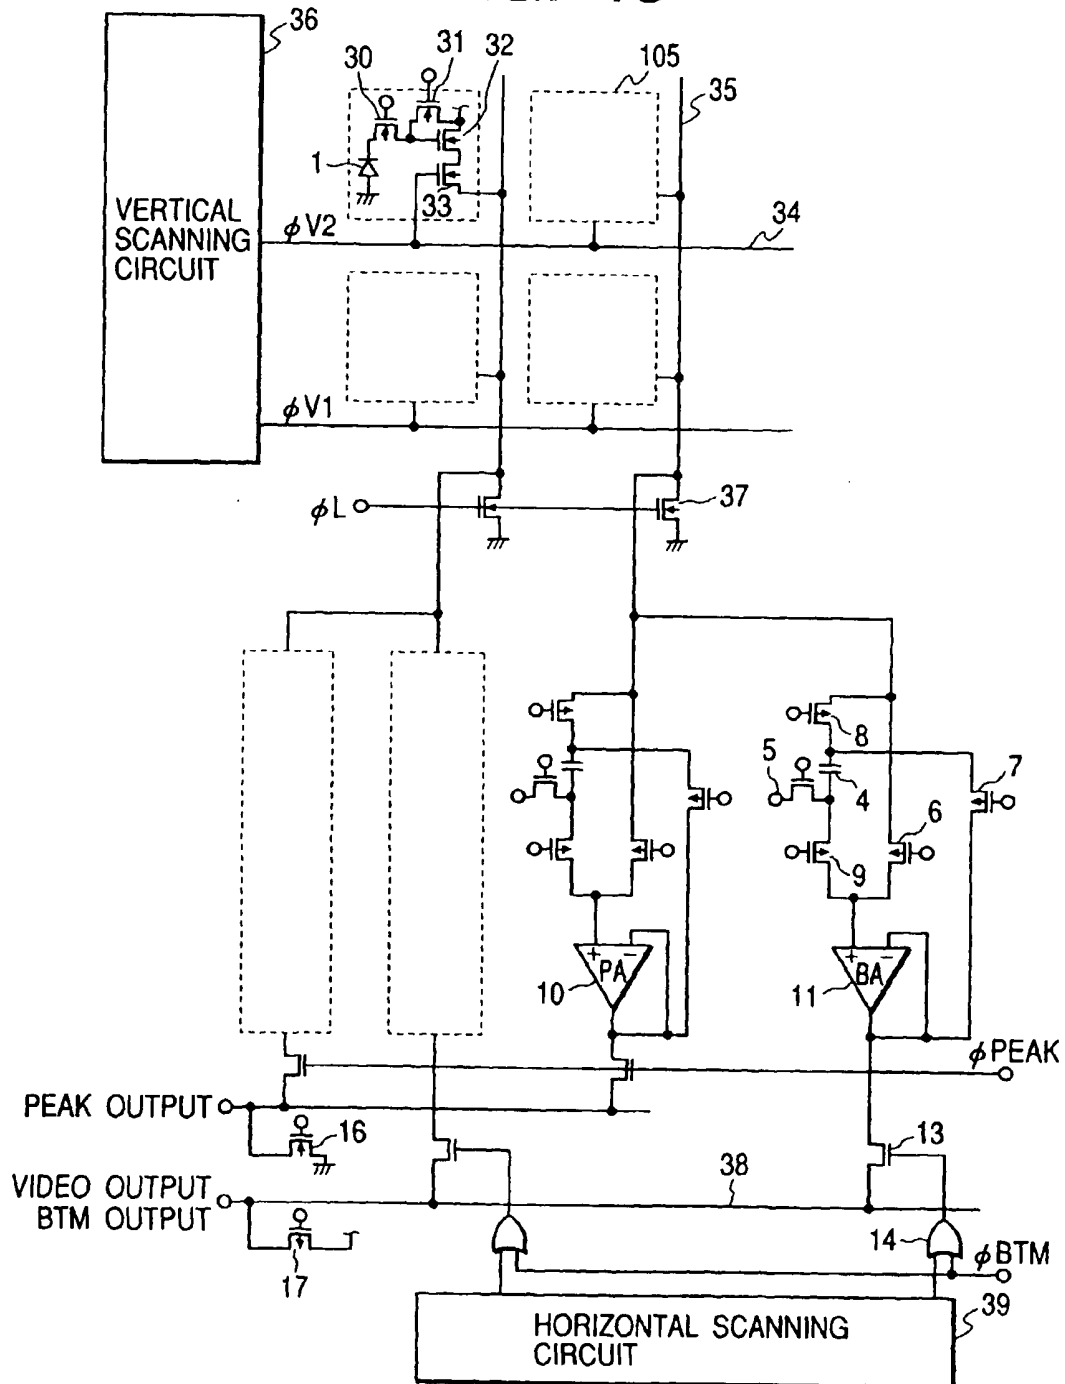 36
30
31
32
105
35
1
33
VERTICAL
SCANNING
CIRCUIT
φV2
34
φV1
φL
37
8
5
4
7
6
9
+ PA -
10
+ BA -
11
φPEAK
PEAK OUTPUT
16
13
VIDEO OUTPUT
BTM OUTPUT
38
17
14
φBTM
39
HORIZONTAL SCANNING
CIRCUIT